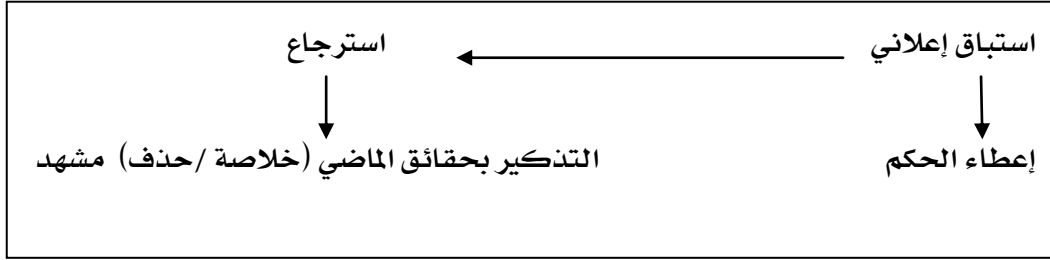 استباق إعلاني استرجاع
إعطاء الحكم التذكير بحقائق الماضي (خلاصة /حذف) مشهد